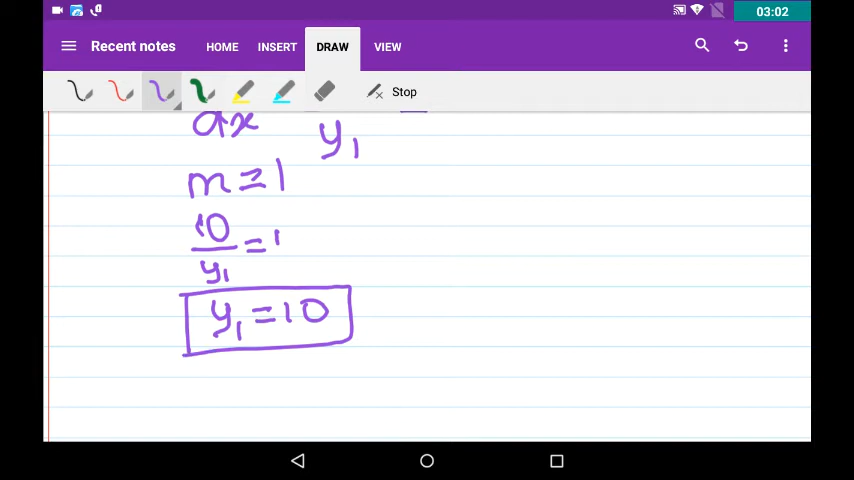 03:02
Recent notes HOME INSERT DRAW VIEW
Stop
dx
y1
m = 1
10/y1 = 1
y1 = 10